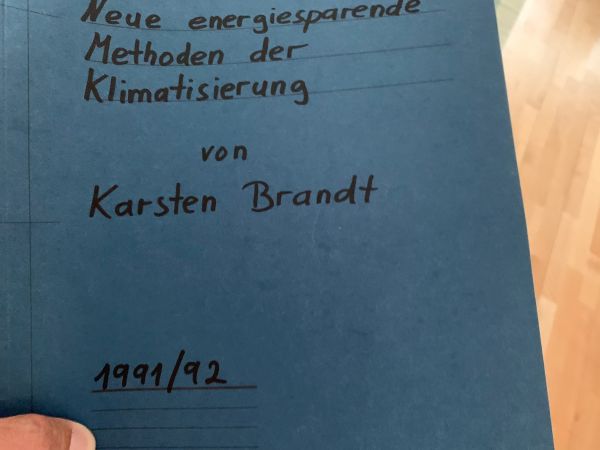 Neue energiesparende
Methoden der
Klimatisierung
von
Karsten Brandt
1991/92